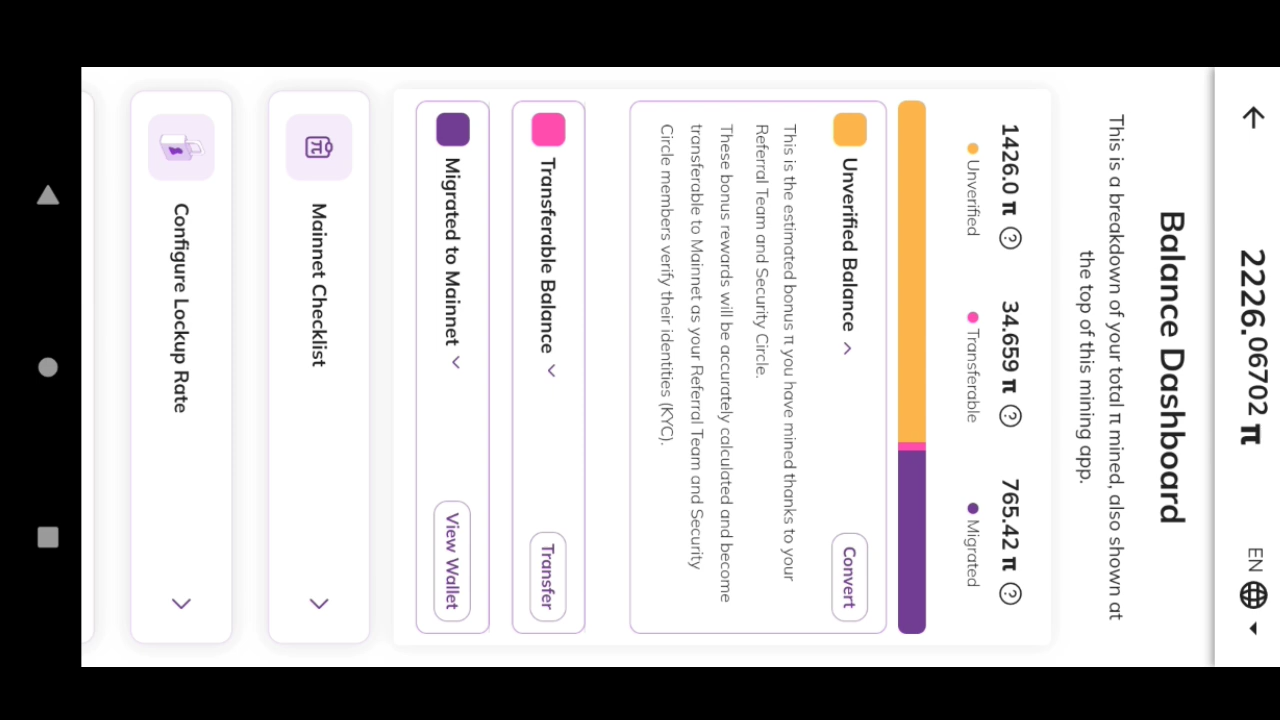 2226.06702 π
EN
Balance Dashboard
This is a breakdown of your total π mined, also shown at
the top of this mining app.
1426.0 π ?
34.659 π ?
765.42 π ?
Unverified
Transferable
Migrated
Unverified Balance
Convert
This is the estimated bonus π you have mined thanks to your
Referral Team and Security Circle.
These bonus rewards will be accurately calculated and become
transferable to Mainnet as your Referral Team and Security
Circle members verify their identities (KYC).
Transferable Balance
Transfer
Migrated to Mainnet
View Wallet
Mainnet Checklist
Configure Lockup Rate